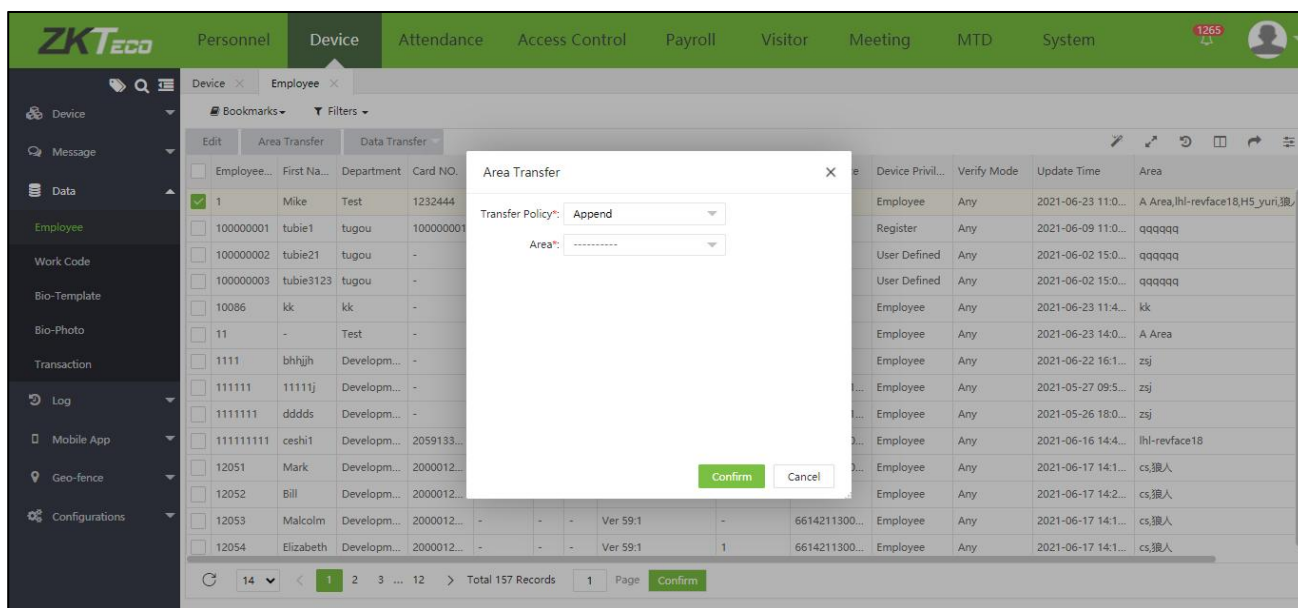 ZKTECO Personnel Device Attendance Access Control Payroll Visitor Meeting MTD System 1265
Device Employee
Bookmarks Filters
Edit Area Transfer Data Transfer
Device
Message
Data
Employee
Work Code
Bio-Template
Bio-Photo
Transaction
Log
Mobile App
Geo-fence
Configurations
Employee... First Na... Department Card NO. e Device Privil... Verify Mode Update Time Area
1 Mike Test 1232444 Employee Any 2021-06-23 11:0... A Area,lhl-revface18,H5_yuri,狼
100000001 tubie1 tugou 100000001 Register Any 2021-06-09 11:0... qqqqqq
100000002 tubie21 tugou - User Defined Any 2021-06-02 15:0... qqqqqq
100000003 tubie3123 tugou - User Defined Any 2021-06-02 15:0... qqqqqq
10086 kk kk - Employee Any 2021-06-23 11:4... kk
11 - Test - Employee Any 2021-06-23 14:0... A Area
1111 bhhjjh Developm... - Employee Any 2021-06-22 16:1... zsj
111111 11111j Developm... - 1... Employee Any 2021-05-27 09:5... zsj
1111111 dddds Developm... - 1... Employee Any 2021-05-26 18:0... zsj
111111111 ceshi1 Developm... 2059133... 0... Employee Any 2021-06-16 14:4... lhl-revface18
12051 Mark Developm... 2000012... 0... Employee Any 2021-06-17 14:1... cs,狼人
12052 Bill Developm... 2000012... Employee Any 2021-06-17 14:2... cs,狼人
12053 Malcolm Developm... 2000012... - - - Ver 59:1 - 6614211300... Employee Any 2021-06-17 14:1... cs,狼人
12054 Elizabeth Developm... 2000012... - - - Ver 59:1 1 6614211300... Employee Any 2021-06-17 14:1... cs,狼人
Area Transfer
Transfer Policy*: Append
Area*: ----------
Confirm Cancel
14 < 1 2 3 ... 12 > Total 157 Records 1 Page Confirm